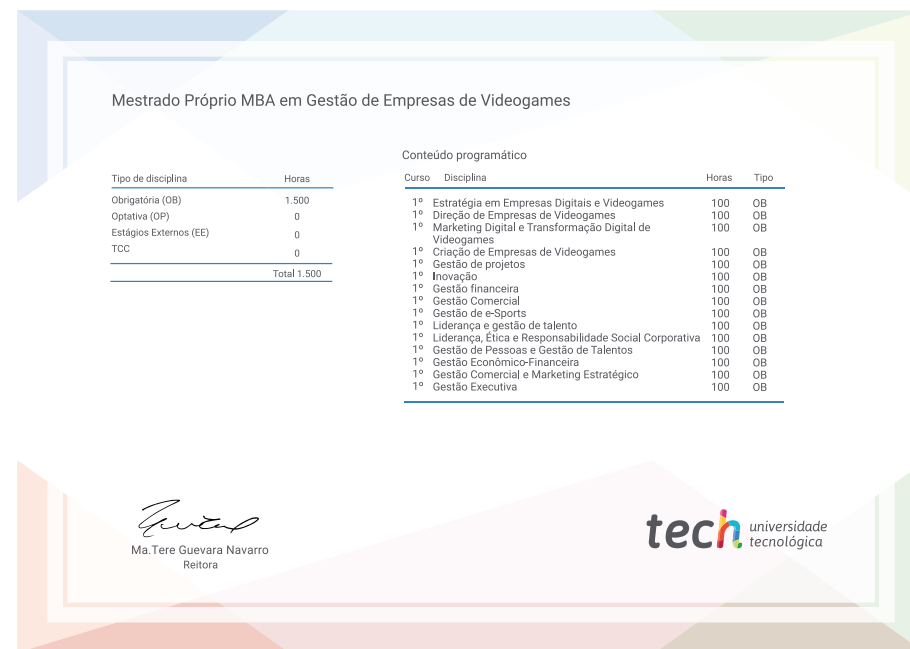 Mestrado Próprio MBA em Gestão de Empresas de Videogames
Tipo de disciplina Horas
Obrigatória (OB) 1.500
Optativa (OP) 0
Estágios Externos (EE) 0
TCC 0
Total 1.500
Conteúdo programático
Curso Disciplina Horas Tipo
1º Estratégia em Empresas Digitais e Videogames 100 OB
1º Direção de Empresas de Videogames 100 OB
1º Marketing Digital e Transformação Digital de 100 OB
Videogames
1º Criação de Empresas de Videogames 100 OB
1º Gestão de projetos 100 OB
1º Inovação 100 OB
1º Gestão financeira 100 OB
1º Gestão Comercial 100 OB
1º Gestão de e-Sports 100 OB
1º Liderança e gestão de talento 100 OB
1º Liderança, Ética e Responsabilidade Social Corporativa 100 OB
1º Gestão de Pessoas e Gestão de Talentos 100 OB
1º Gestão Econômico-Financeira 100 OB
1º Gestão Comercial e Marketing Estratégico 100 OB
1º Gestão Executiva 100 OB
Ma.Tere Guevara Navarro
Reitora
tech universidade
tecnológica